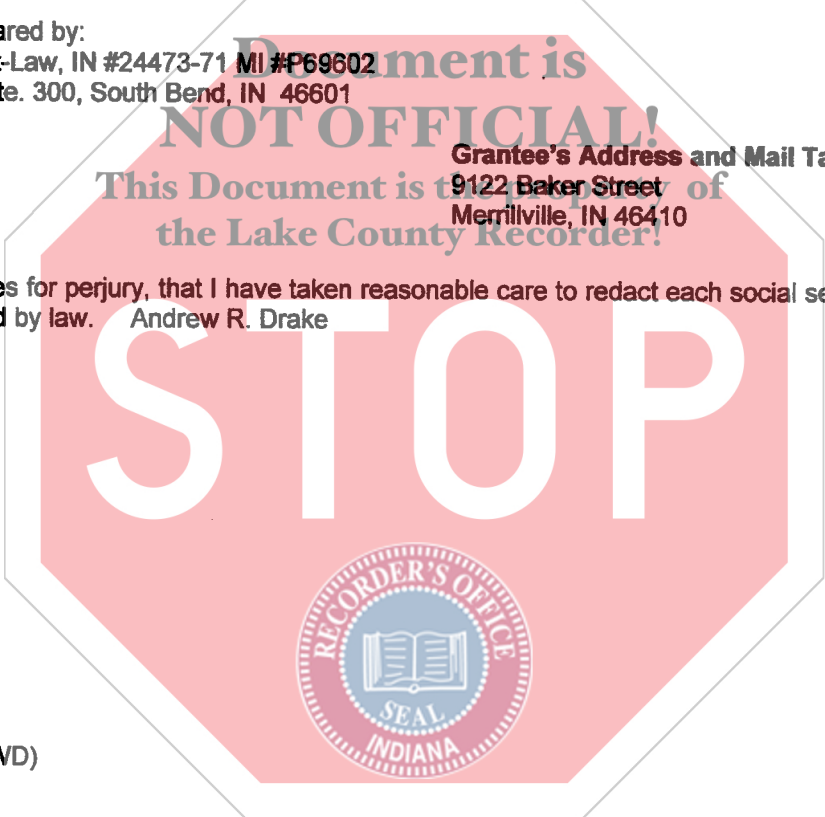 ared by:
-Law, IN #24473-71 MI #P69602
te. 300, South Bend, IN 46601
Document is
NOT OFFICIAL!
This Document is the property of
the Lake County Recorder!
Grantee's Address and Mail Ta
9122 Baker Street
Merrillville, IN 46410
es for perjury, that I have taken reasonable care to redact each social se
d by law. Andrew R. Drake
STOP
RECORDER'S OFFICE
SEAL
INDIANA
VD)